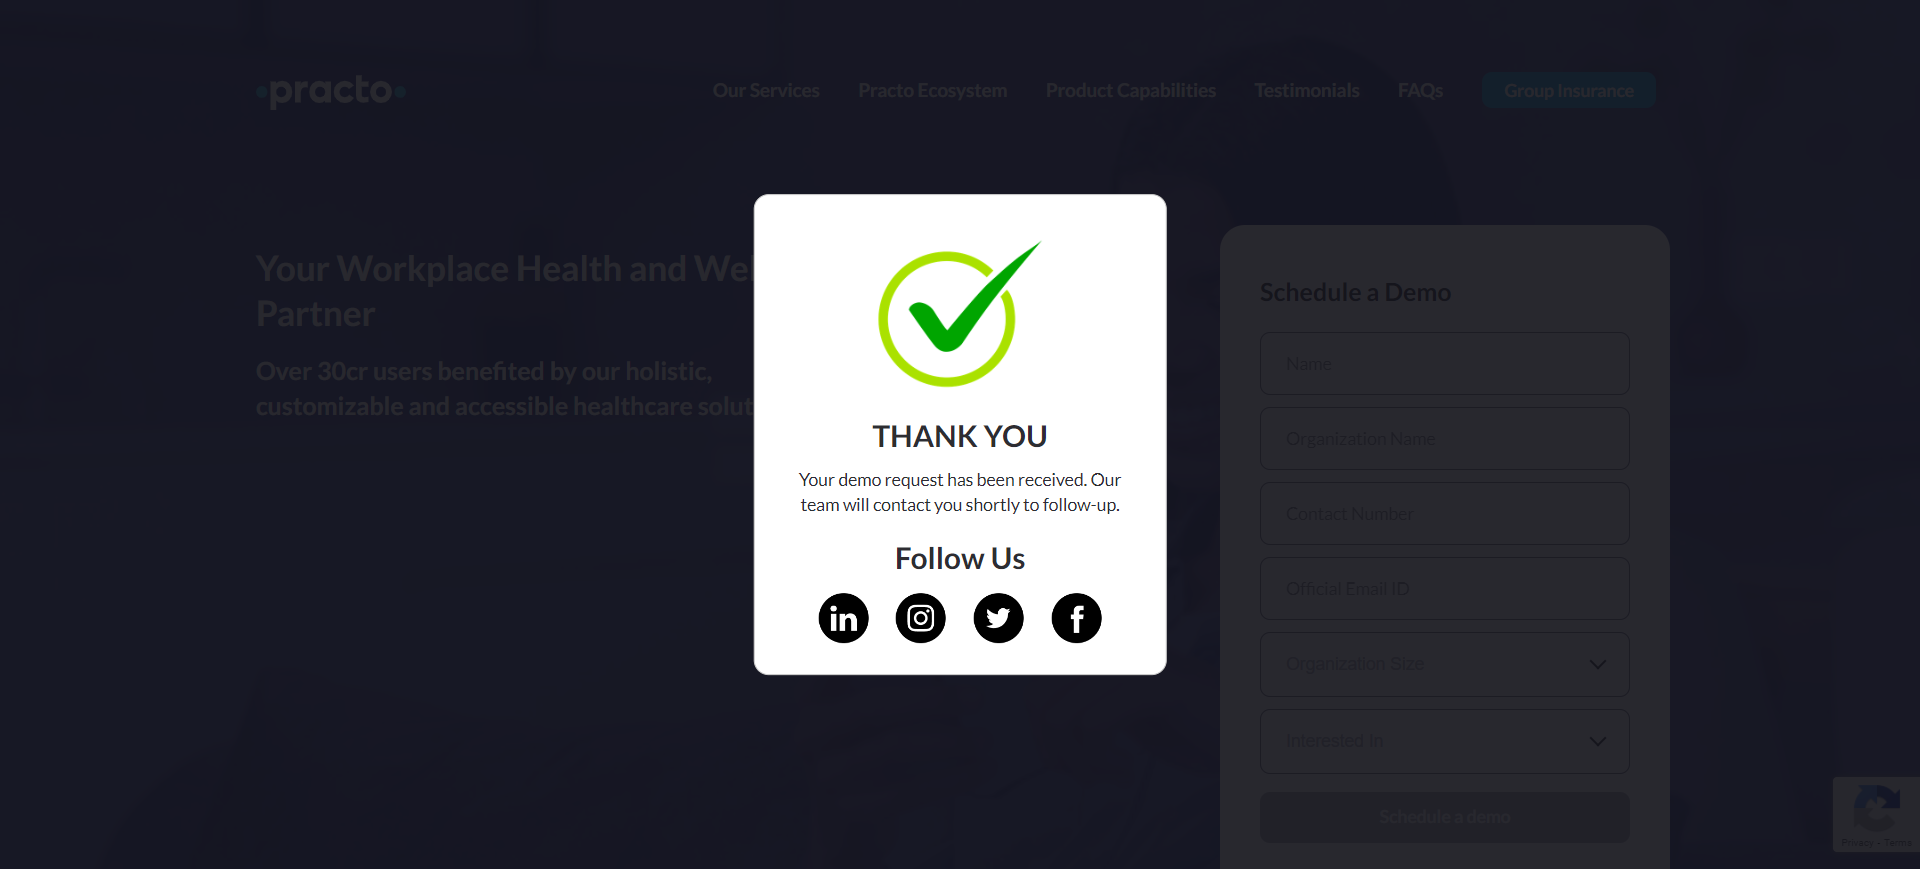 practo
Our Services
Practo Ecosystem
Product Capabilities
Testimonials
FAQs
Group Insurance
Your Workplace Health and Wel
Partner
Over 30cr users benefited by our holistic,
customizable and accessible healthcare solut
THANK YOU
Your demo request has been received. Our
team will contact you shortly to follow-up.
Follow Us
Schedule a Demo
Name
Organization Name
Contact Number
Official Email ID
Organization Size
Interested In
Schedule a demo
Privacy - Terms